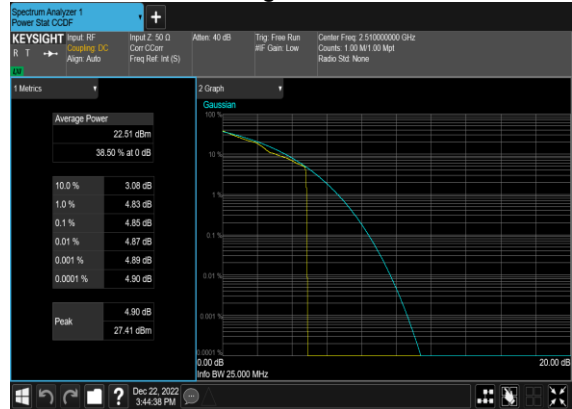 Spectrum Analyzer 1
Power Stat CCDF
KEYSIGHT
R T
Input: RF
Coupling: DC
Align: Auto
Input Z: 50 Ω
Corr CCorr
Freq Ref: Int (S)
Atten: 40 dB
Trig: Free Run
#IF Gain: Low
Center Freq: 2.510000000 GHz
Counts: 1.00 M/1.00 Mpt
Radio Std: None
1 Metrics
Average Power
22.51 dBm
38.50 % at 0 dB
10.0 % 3.08 dB
1.0 % 4.83 dB
0.1 % 4.85 dB
0.01 % 4.87 dB
0.001 % 4.89 dB
0.0001 % 4.90 dB
Peak
4.90 dB
27.41 dBm
2 Graph
Gaussian
100 %
10 %
1 %
0.1 %
0.01 %
0.001 %
0.0001 %
0.00 dB 20.00 dB
Info BW 25.000 MHz
Dec 22, 2022
3:44:38 PM